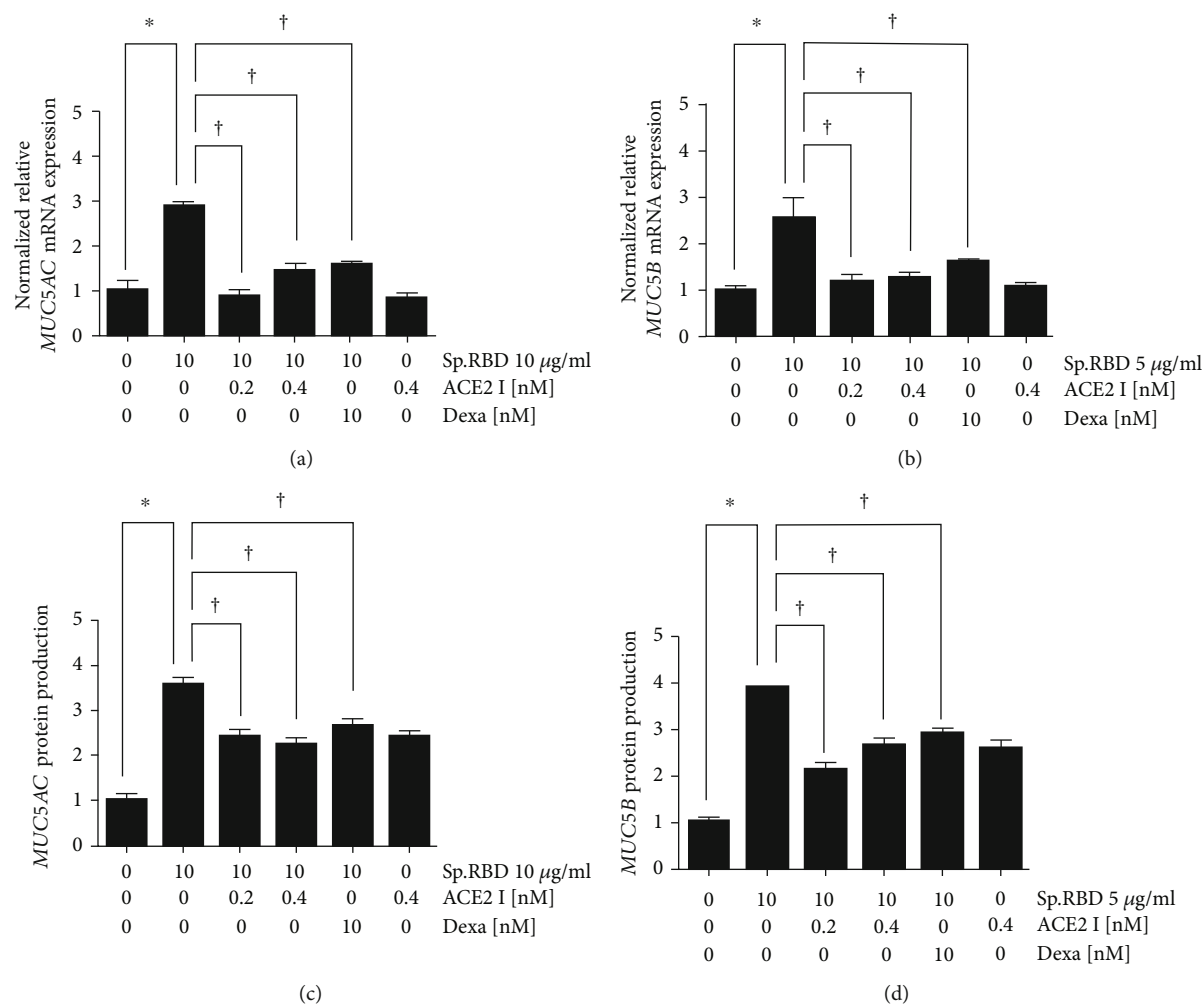 (a)
* † † †
Normalized relative
MUC5AC mRNA expression
5
4
3
2
1
0
0 10 10 10 10 0 Sp.RBD 10 μg/ml
0 0 0.2 0.4 0 0.4 ACE2 I [nM]
0 0 0 0 10 0 Dexa [nM]
(a)
* † † †
Normalized relative
MUC5B mRNA expression
5
4
3
2
1
0
0 10 10 10 10 0 Sp.RBD 5 μg/ml
0 0 0.2 0.4 0 0.4 ACE2 I [nM]
0 0 0 0 10 0 Dexa [nM]
(b)
* † † †
MUC5AC protein production
5
4
3
2
1
0
0 10 10 10 10 0 Sp.RBD 10 μg/ml
0 0 0.2 0.4 0 0.4 ACE2 I [nM]
0 0 0 0 10 0 Dexa [nM]
(c)
* † † †
MUC5B protein production
5
4
3
2
1
0
0 10 10 10 10 0 Sp.RBD 5 μg/ml
0 0 0.2 0.4 0 0.4 ACE2 I [nM]
0 0 0 0 10 0 Dexa [nM]
(d)